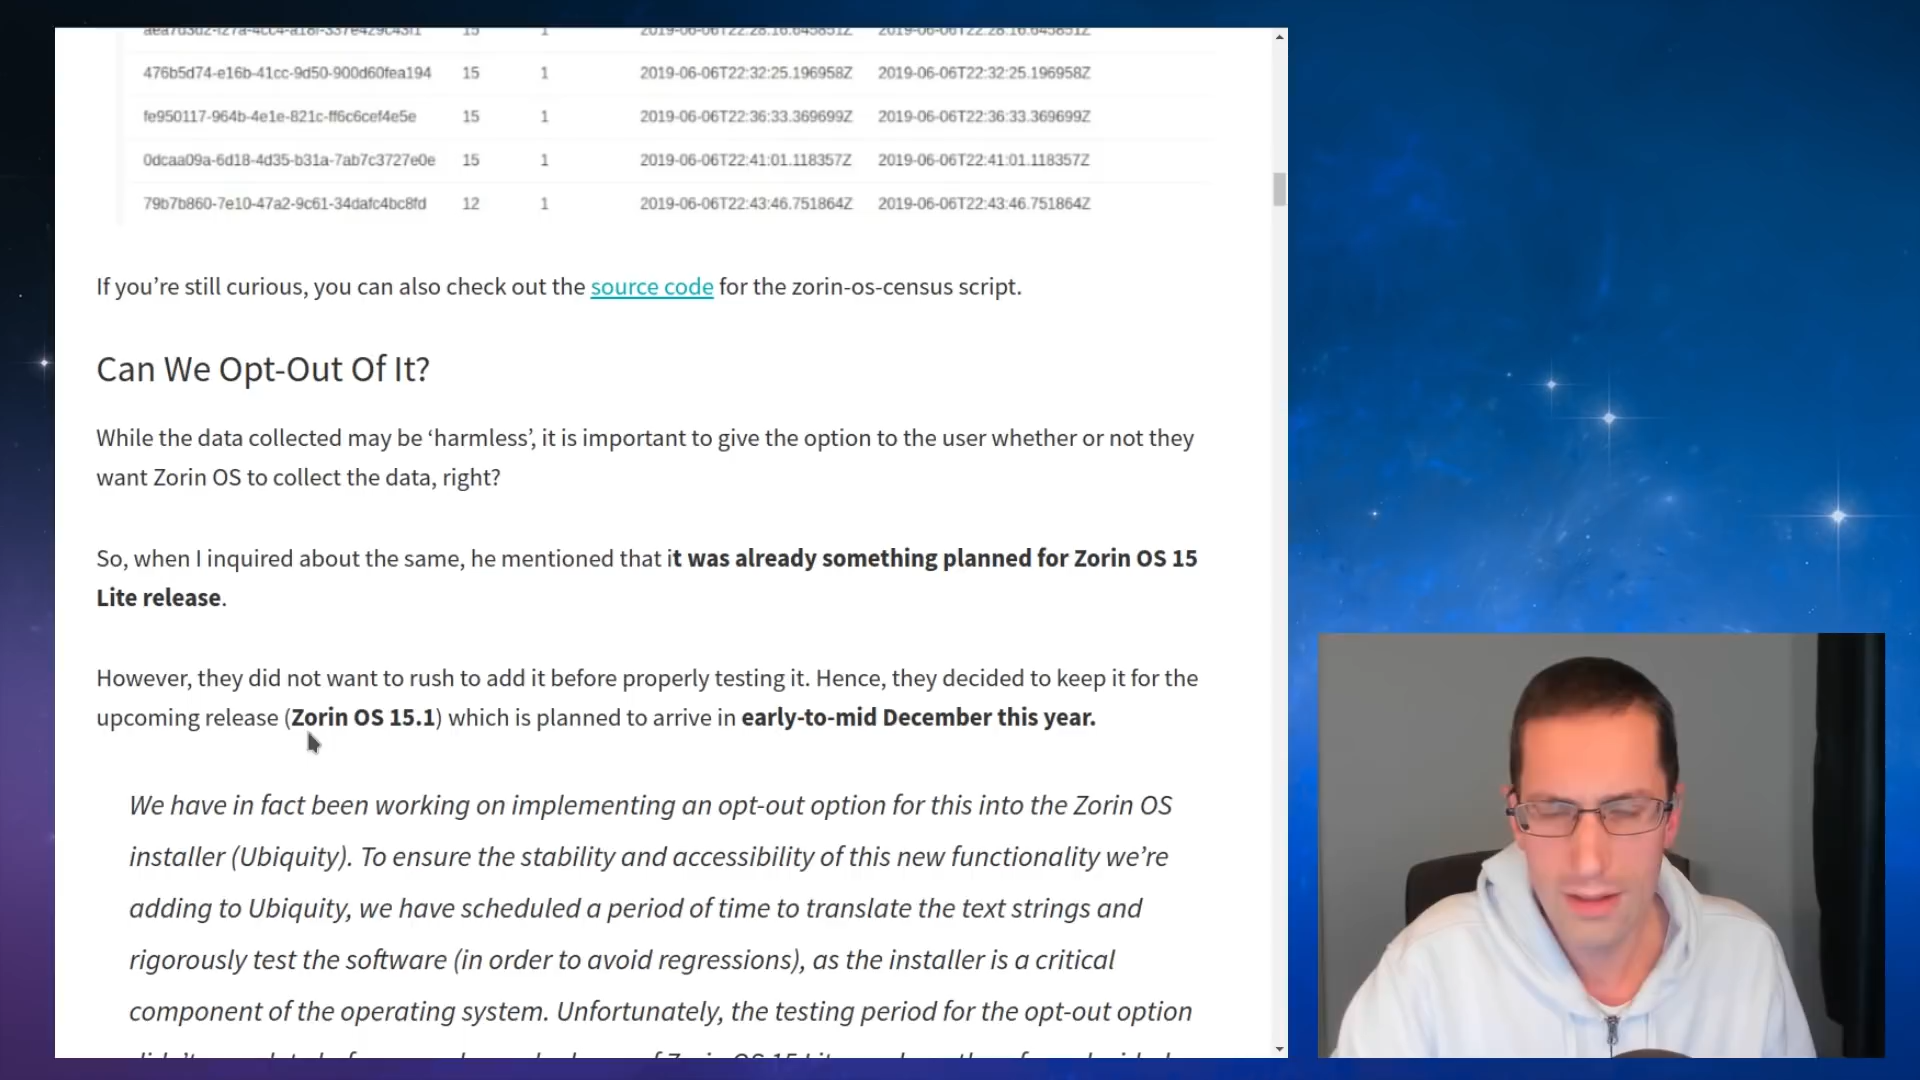 476b5d74-e16b-41cc-9d50-900d60fea194 15 1 2019-06-06T22:32:25.196958Z 2019-06-06T22:32:25.196958Z
fe950117-964b-4e1e-821c-ff6c6cef4e5e 15 1 2019-06-06T22:36:33.369699Z 2019-06-06T22:36:33.369699Z
0dcaa09a-6d18-4d35-b31a-7ab7c3727e0e 15 1 2019-06-06T22:41:01.118357Z 2019-06-06T22:41:01.118357Z
79b7b860-7e10-47a2-9c61-34dafc4bc8fd 12 1 2019-06-06T22:43:46.751864Z 2019-06-06T22:43:46.751864Z
If you’re still curious, you can also check out the source code for the zorin-os-census script.
Can We Opt-Out Of It?
While the data collected may be ‘harmless’, it is important to give the option to the user whether or not they
want Zorin OS to collect the data, right?
So, when I inquired about the same, he mentioned that it was already something planned for Zorin OS 15
Lite release.
However, they did not want to rush to add it before properly testing it. Hence, they decided to keep it for the
upcoming release (Zorin OS 15.1) which is planned to arrive in early-to-mid December this year.
We have in fact been working on implementing an opt-out option for this into the Zorin OS
installer (Ubiquity). To ensure the stability and accessibility of this new functionality we’re
adding to Ubiquity, we have scheduled a period of time to translate the text strings and
rigorously test the software (in order to avoid regressions), as the installer is a critical
component of the operating system. Unfortunately, the testing period for the opt-out option